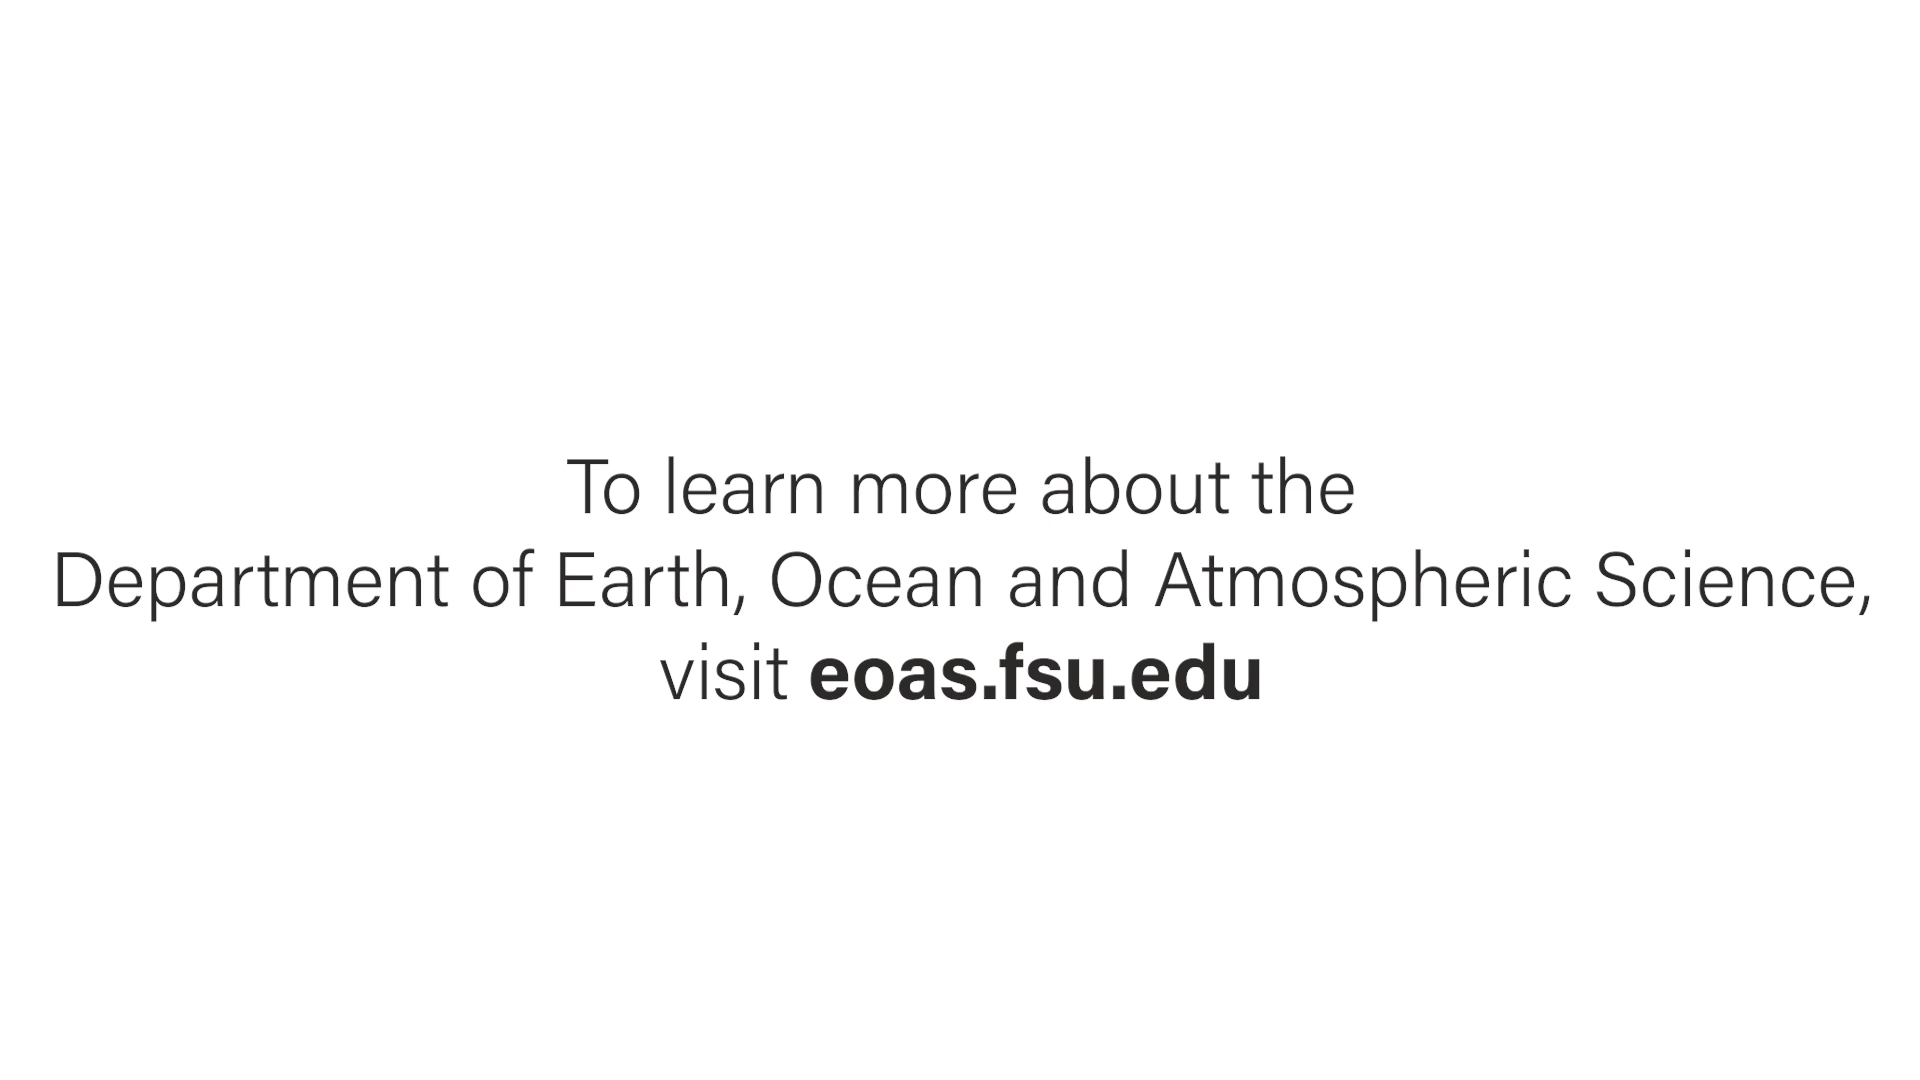 To learn more about the
Department of Earth, Ocean and Atmospheric Science,
visit eoas.fsu.edu